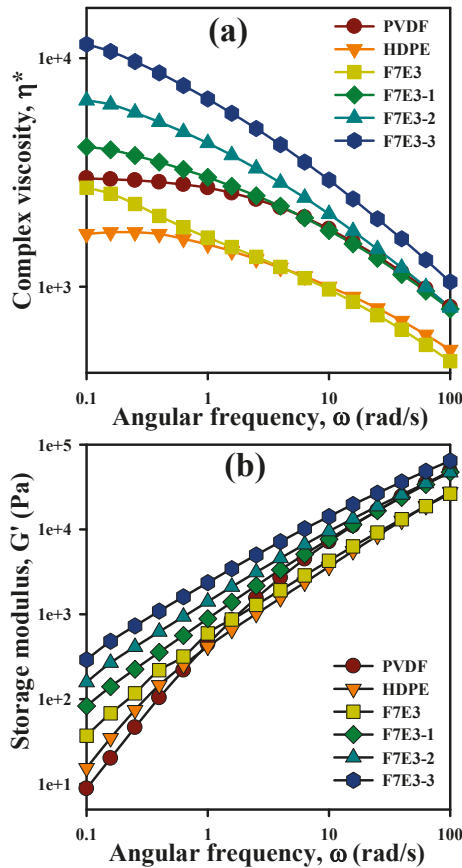 (a)
PVDF
HDPE
F7E3
F7E3-1
F7E3-2
F7E3-3
Complex viscosity, η*
1e+4
1e+3
0.1
1.0
10
100
Angular frequency, ω (rad/s)
(b)
Storage modulus, G' (Pa)
1e+5
1e+4
1e+3
1e+2
1e+1
PVDF
HDPE
F7E3
F7E3-1
F7E3-2
F7E3-3
0.1
1.0
10
100
Angular frequency, ω (rad/s)